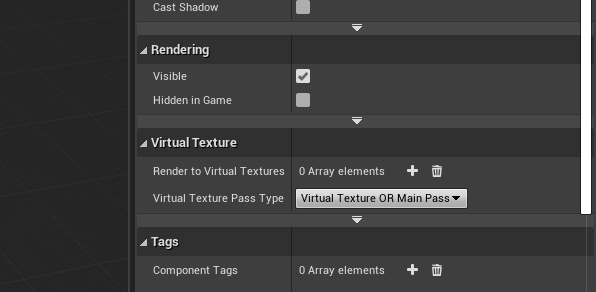 Cast Shadow
Rendering
Visible
Hidden in Game
Virtual Texture
Render to Virtual Textures 0 Array elements
Virtual Texture Pass Type Virtual Texture OR Main Pass
Tags
Component Tags 0 Array elements